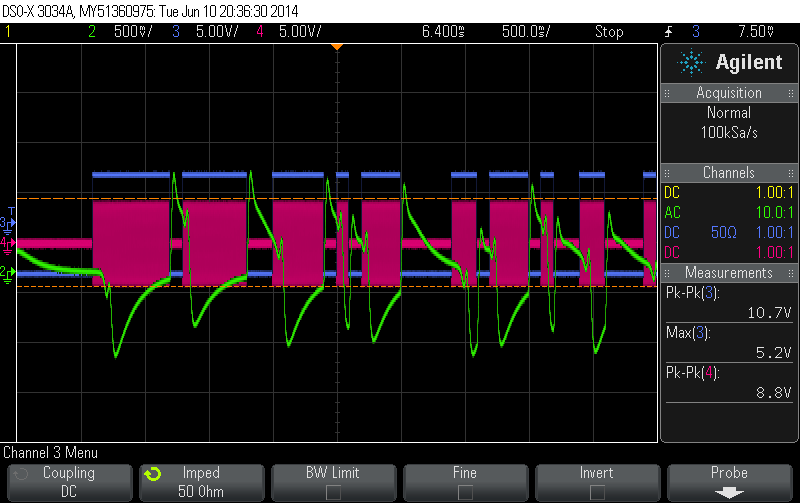 DSO-X 3034A, MY51360975: Tue Jun 10 20:36:30 2014
1 2 500mV/ 3 5.00V/ 4 5.00V/ 6.400s 500.0ms/ Stop 3 7.50V
Agilent
Acquisition
Normal
100kSa/s
Channels
DC 1.00:1
AC 10.0:1
DC 50Ω 1.00:1
DC 1.00:1
Measurements
Pk-Pk(3):
10.7V
Max(3):
5.2V
Pk-Pk(4):
8.8V
T
3
4
2
Channel 3 Menu
Coupling
DC
Imped
50 Ohm
BW Limit
Fine
Invert
Probe